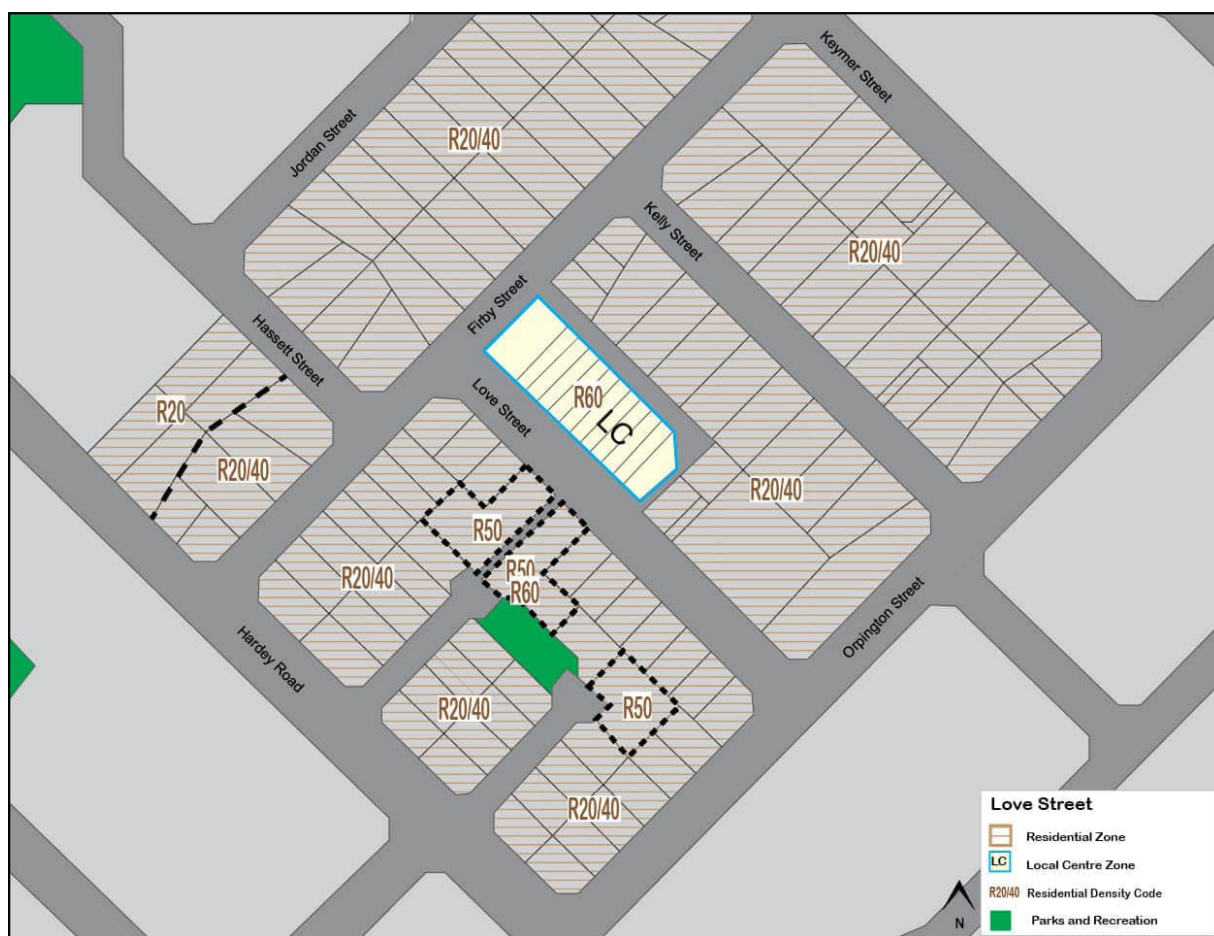 Keymer Street
Jordan Street
R20/40
Kelly Street
R20/40
Firby Street
Hassett Street
Love Street
R60
LC
R20
R20/40
R20/40
R50
R50
R60
R20/40
Hardey Road
Orpington Street
R20/40
R50
R20/40
Love Street
Residential Zone
LC Local Centre Zone
R20/40 Residential Density Code
Parks and Recreation
N